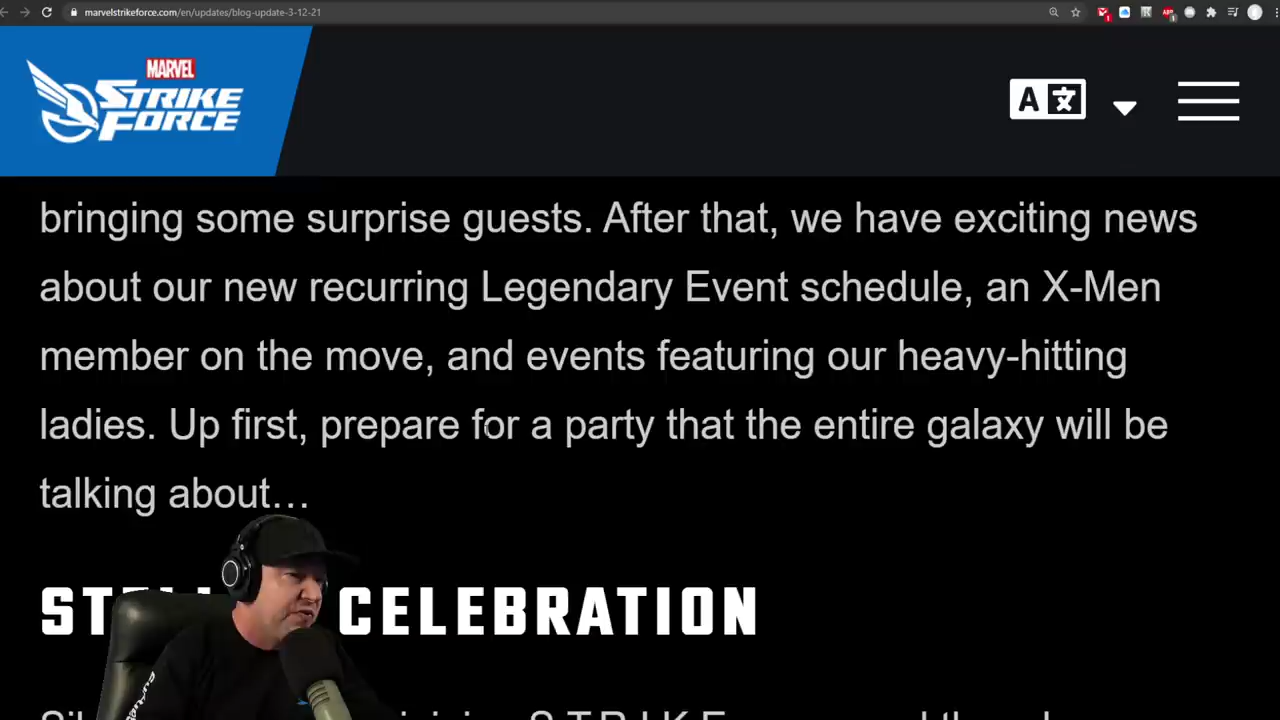 marvelstrikeforce.com/en/updates/blog-update-3-12-21
MARVEL
STRIKE
FORCE
A
bringing some surprise guests. After that, we have exciting news
about our new recurring Legendary Event schedule, an X-Men
member on the move, and events featuring our heavy-hitting
ladies. Up first, prepare for a party that the entire galaxy will be
talking about…
CELEBRATION